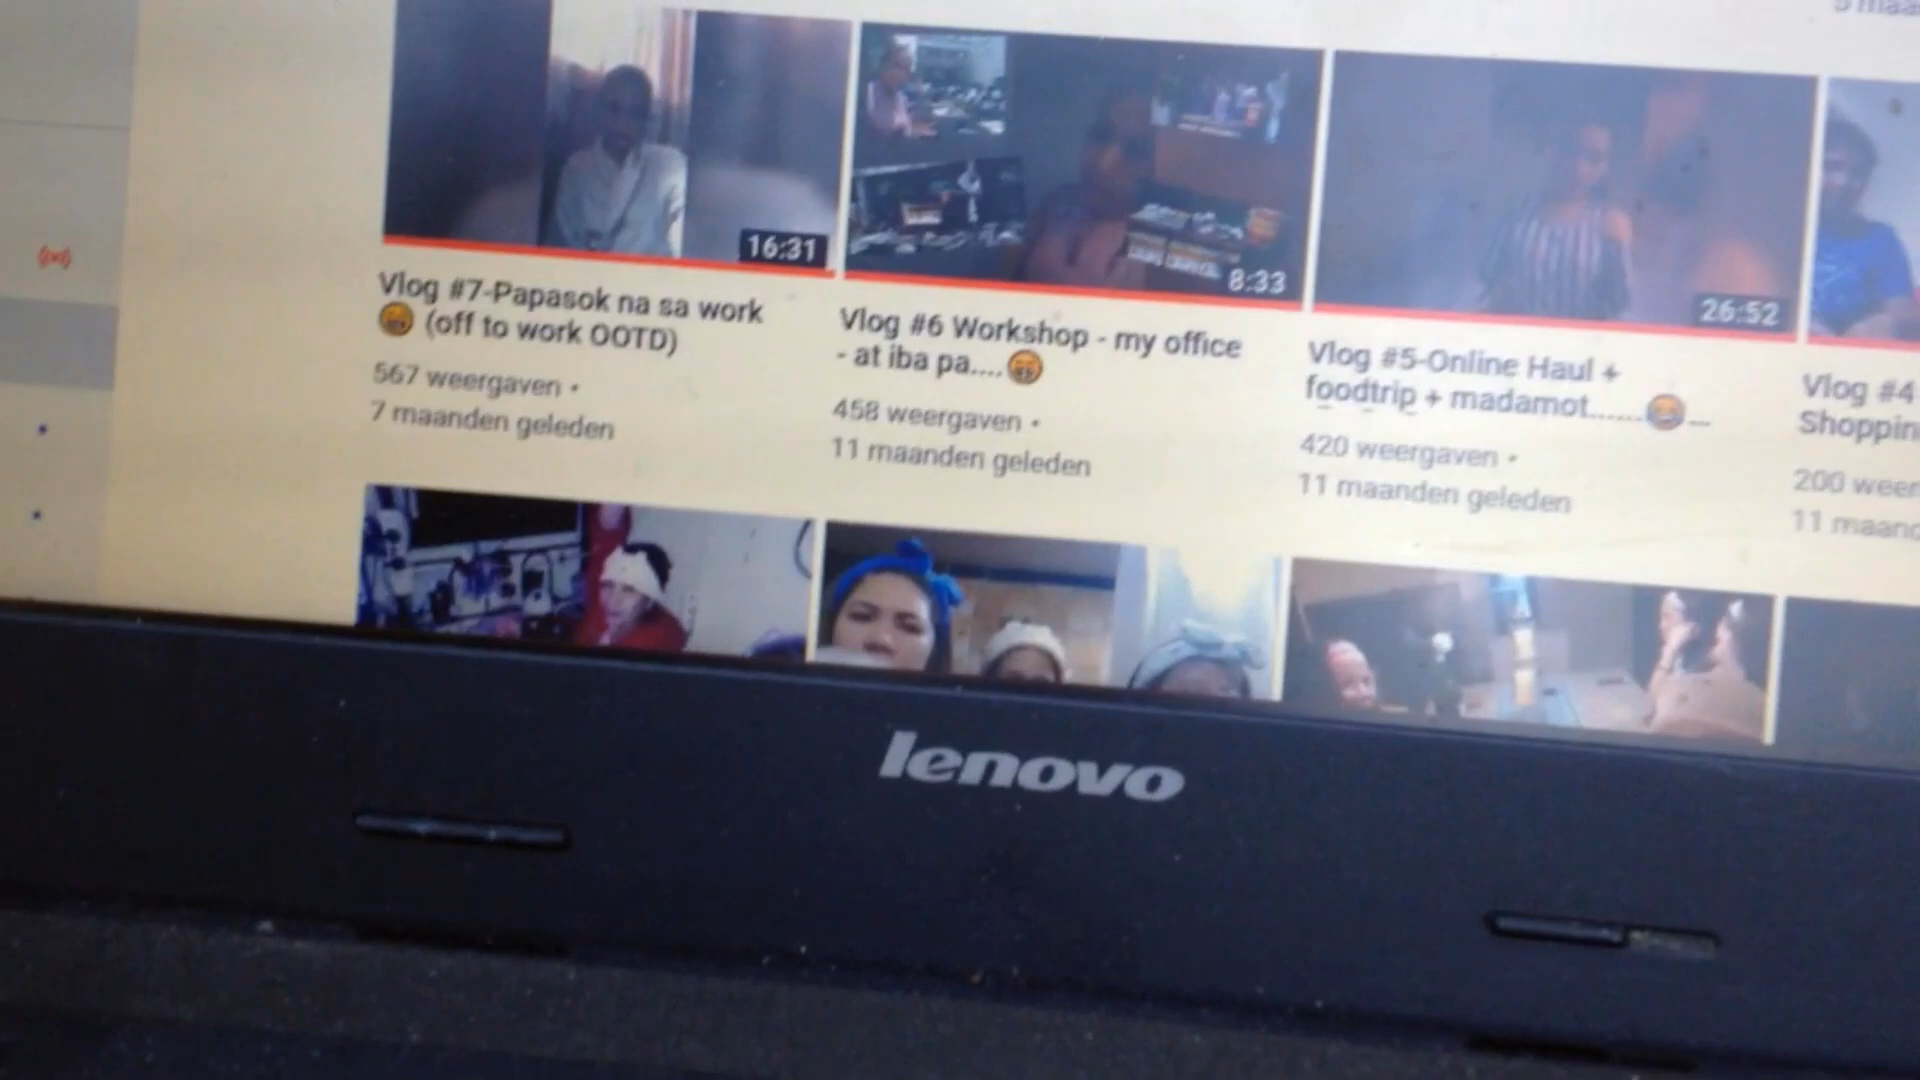 16:31
8:33
26:52
Vlog #7-Papasok na sa work
😄 (off to work OOTD)
567 weergaven •
7 maanden geleden
Vlog #6 Workshop - my office
- at iba pa....😄
458 weergaven •
11 maanden geleden
Vlog #5-Online Haul +
foodtrip + madamot......😂...
420 weergaven •
11 maanden geleden
Vlog #4
200
11
lenovo